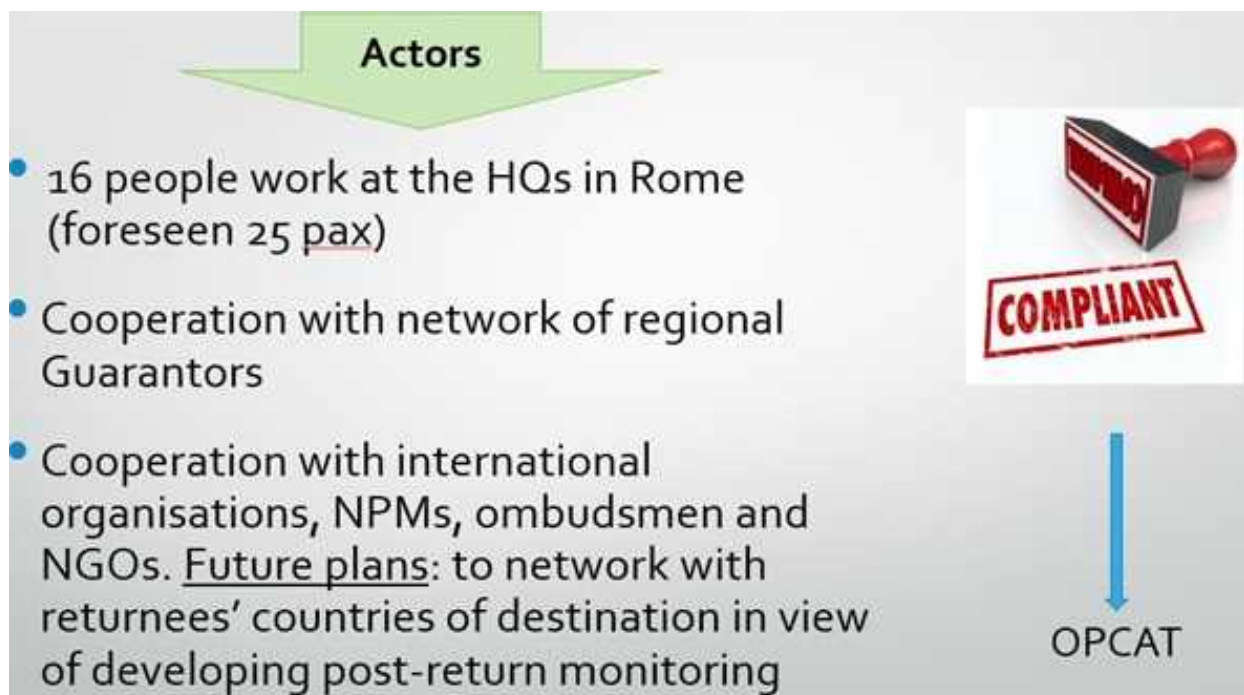 Actors
16 people work at the HQs in Rome
(foreseen 25 pax)
Cooperation with network of regional
Guarantors
Cooperation with international
organisations, NPMs, ombudsmen and
NGOs. Future plans: to network with
returnees' countries of destination in view
of developing post-return monitoring
COMPLIANT
OPCAT